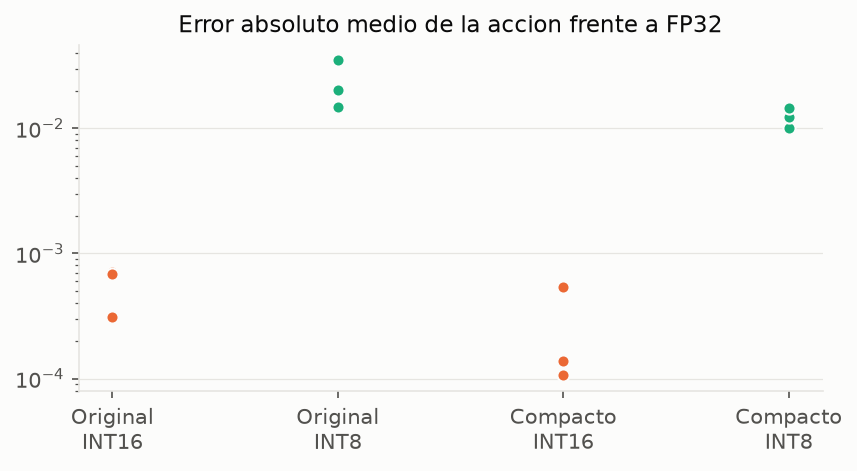 Error absoluto medio de la accion frente a FP32
10⁻²
10⁻³
10⁻⁴
Original INT16
Original INT8
Compacto INT16
Compacto INT8